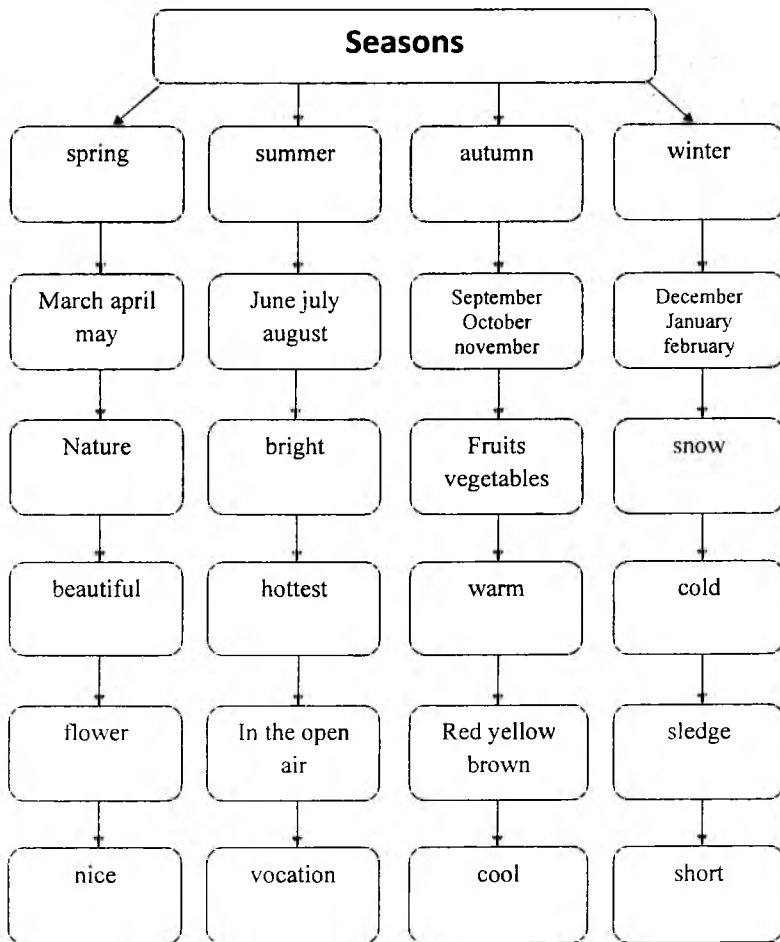 Seasons
spring
summer
autumn
winter
March april
may
June july
august
September
October
november
December
January
february
Nature
bright
Fruits
vegetables
snow
beautiful
hottest
warm
cold
flower
In the open
air
Red yellow
brown
sledge
nice
vocation
cool
short